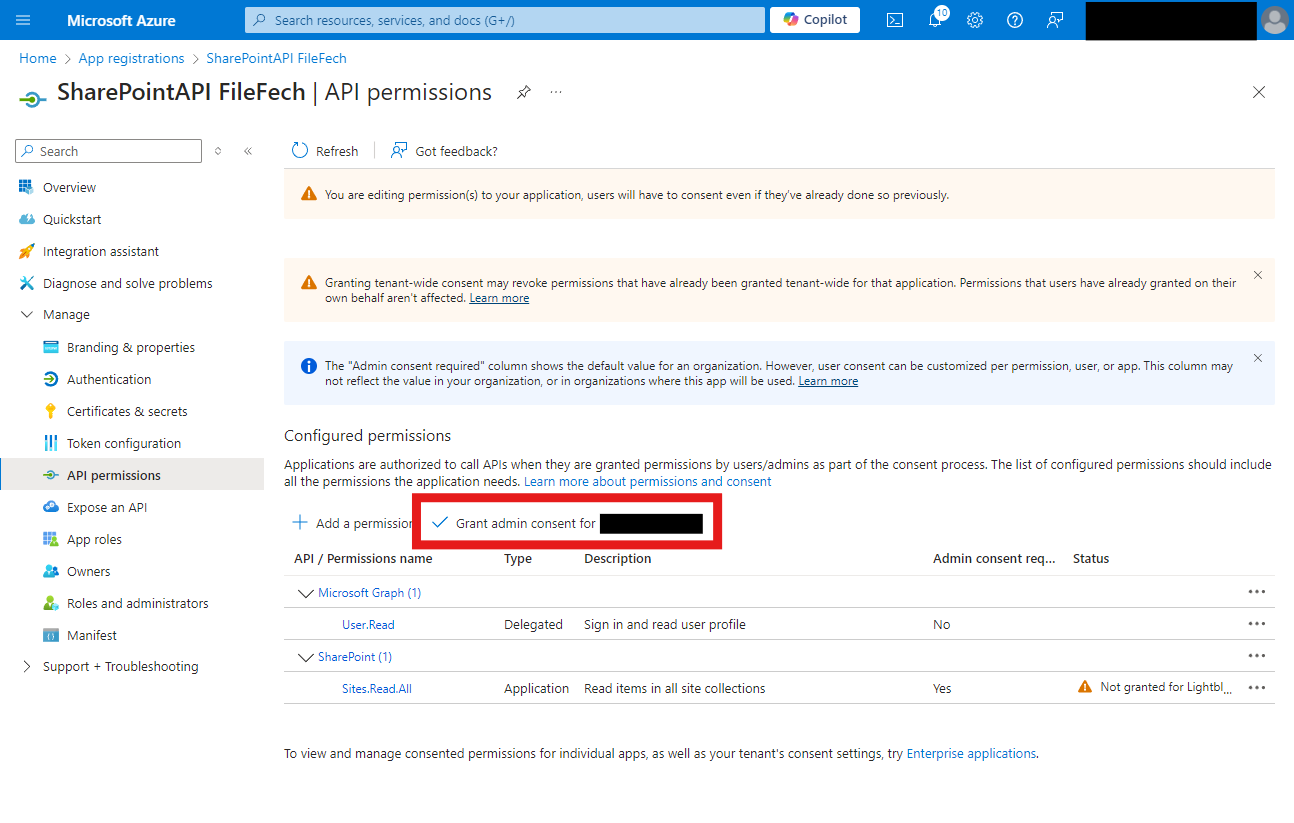 Microsoft Azure
Search resources, services, and docs (G+/)
Copilot
10
Home > App registrations > SharePointAPI FileFech
SharePointAPI FileFech | API permissions
Search
Refresh
Got feedback?
You are editing permission(s) to your application, users will have to consent even if they've already done so previously.
Granting tenant-wide consent may revoke permissions that have already been granted tenant-wide for that application. Permissions that users have already granted on their
own behalf aren't affected. Learn more
The "Admin consent required" column shows the default value for an organization. However, user consent can be customized per permission, user, or app. This column may
not reflect the value in your organization, or in organizations where this app will be used. Learn more
Overview
Quickstart
Integration assistant
Diagnose and solve problems
Manage
Branding & properties
Authentication
Certificates & secrets
Token configuration
API permissions
Expose an API
App roles
Owners
Roles and administrators
Manifest
Support + Troubleshooting
Configured permissions
Applications are authorized to call APIs when they are granted permissions by users/admins as part of the consent process. The list of configured permissions should include
all the permissions the application needs. Learn more about permissions and consent
Add a permission
Grant admin consent for
API / Permissions name Type Description Admin consent req... Status
Microsoft Graph (1)
User.Read Delegated Sign in and read user profile No
SharePoint (1)
Sites.Read.All Application Read items in all site collections Yes Not granted for Lightbl...
To view and manage consented permissions for individual apps, as well as your tenant's consent settings, try Enterprise applications.